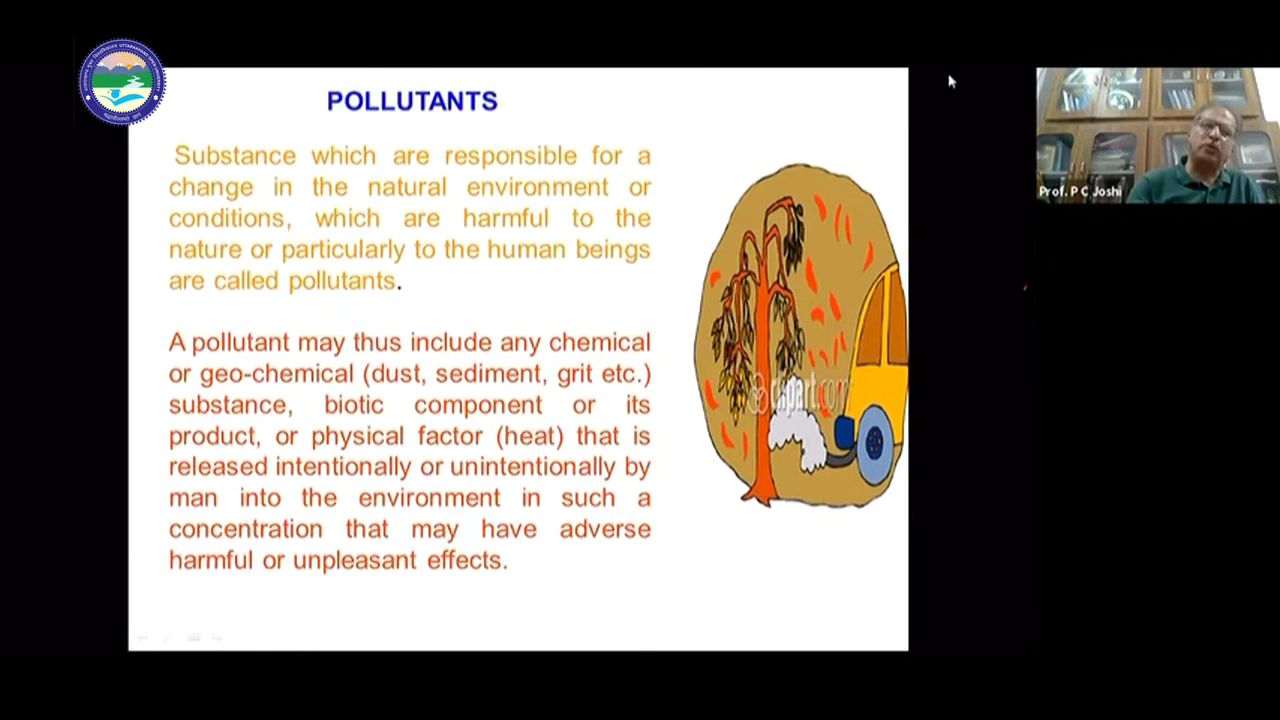 POLLUTANTS
Substance which are responsible for a
change in the natural environment or
conditions, which are harmful to the
nature or particularly to the human beings
are called pollutants.
A pollutant may thus include any chemical
or geo-chemical (dust, sediment, grit etc.)
substance, biotic component or its
product, or physical factor (heat) that is
released intentionally or unintentionally by
man into the environment in such a
concentration that may have adverse
harmful or unpleasant effects.
clipart.com
Prof. P C Joshi